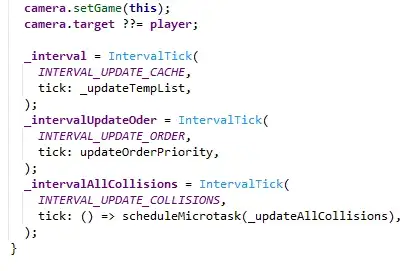 camera.setGame(this);
camera.target ??= player;
_interval = IntervalTick(
INTERVAL_UPDATE_CACHE,
tick: _updateTempList,
);
_intervalUpdateOder = IntervalTick(
INTERVAL_UPDATE_ORDER,
tick: updateOrderPriority,
);
_intervalAllCollisions = IntervalTick(
INTERVAL_UPDATE_COLLISIONS,
tick: () => scheduleMicrotask(_updateAllCollisions),
);
}